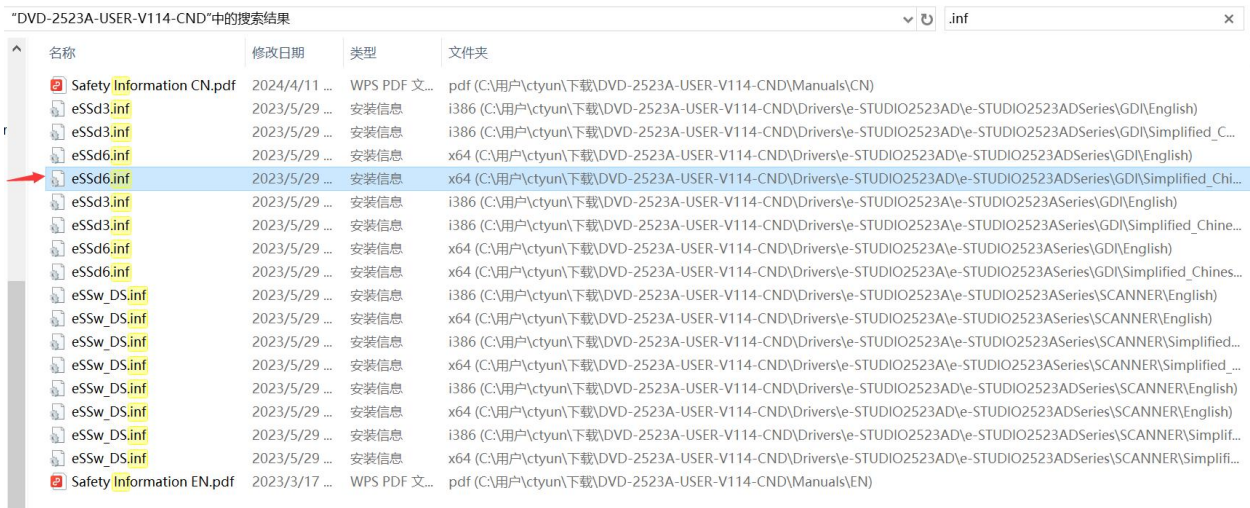 “DVD-2523A-USER-V114-CND”中的搜索结果 .inf
名称 修改日期 类型 文件夹
Safety Information CN.pdf 2024/4/11 ... WPS PDF 文... pdf (C:\用户\ctyun\下载\DVD-2523A-USER-V114-CND\Manuals\CN)
eSSd3.inf 2023/5/29 ... 安装信息 i386 (C:\用户\ctyun\下载\DVD-2523A-USER-V114-CND\Drivers\e-STUDIO2523AD\e-STUDIO2523ADSeries\GDI\English)
eSSd3.inf 2023/5/29 ... 安装信息 i386 (C:\用户\ctyun\下载\DVD-2523A-USER-V114-CND\Drivers\e-STUDIO2523AD\e-STUDIO2523ADSeries\GDI\Simplified_C...
eSSd6.inf 2023/5/29 ... 安装信息 x64 (C:\用户\ctyun\下载\DVD-2523A-USER-V114-CND\Drivers\e-STUDIO2523AD\e-STUDIO2523ADSeries\GDI\English)
eSSd6.inf 2023/5/29 ... 安装信息 x64 (C:\用户\ctyun\下载\DVD-2523A-USER-V114-CND\Drivers\e-STUDIO2523AD\e-STUDIO2523ADSeries\GDI\Simplified_Chi...
eSSd3.inf 2023/5/29 ... 安装信息 i386 (C:\用户\ctyun\下载\DVD-2523A-USER-V114-CND\Drivers\e-STUDIO2523A\e-STUDIO2523ASeries\GDI\English)
eSSd3.inf 2023/5/29 ... 安装信息 i386 (C:\用户\ctyun\下载\DVD-2523A-USER-V114-CND\Drivers\e-STUDIO2523A\e-STUDIO2523ASeries\GDI\Simplified_Chine...
eSSd6.inf 2023/5/29 ... 安装信息 x64 (C:\用户\ctyun\下载\DVD-2523A-USER-V114-CND\Drivers\e-STUDIO2523A\e-STUDIO2523ASeries\GDI\English)
eSSd6.inf 2023/5/29 ... 安装信息 x64 (C:\用户\ctyun\下载\DVD-2523A-USER-V114-CND\Drivers\e-STUDIO2523A\e-STUDIO2523ASeries\GDI\Simplified_Chines...
eSSw_DS.inf 2023/5/29 ... 安装信息 i386 (C:\用户\ctyun\下载\DVD-2523A-USER-V114-CND\Drivers\e-STUDIO2523A\e-STUDIO2523ASeries\SCANNER\English)
eSSw_DS.inf 2023/5/29 ... 安装信息 x64 (C:\用户\ctyun\下载\DVD-2523A-USER-V114-CND\Drivers\e-STUDIO2523A\e-STUDIO2523ASeries\SCANNER\English)
eSSw_DS.inf 2023/5/29 ... 安装信息 i386 (C:\用户\ctyun\下载\DVD-2523A-USER-V114-CND\Drivers\e-STUDIO2523A\e-STUDIO2523ASeries\SCANNER\Simplified...
eSSw_DS.inf 2023/5/29 ... 安装信息 x64 (C:\用户\ctyun\下载\DVD-2523A-USER-V114-CND\Drivers\e-STUDIO2523A\e-STUDIO2523ASeries\SCANNER\Simplified_...
eSSw_DS.inf 2023/5/29 ... 安装信息 i386 (C:\用户\ctyun\下载\DVD-2523A-USER-V114-CND\Drivers\e-STUDIO2523AD\e-STUDIO2523ADSeries\SCANNER\English)
eSSw_DS.inf 2023/5/29 ... 安装信息 x64 (C:\用户\ctyun\下载\DVD-2523A-USER-V114-CND\Drivers\e-STUDIO2523AD\e-STUDIO2523ADSeries\SCANNER\English)
eSSw_DS.inf 2023/5/29 ... 安装信息 i386 (C:\用户\ctyun\下载\DVD-2523A-USER-V114-CND\Drivers\e-STUDIO2523AD\e-STUDIO2523ADSeries\SCANNER\Simplif...
eSSw_DS.inf 2023/5/29 ... 安装信息 x64 (C:\用户\ctyun\下载\DVD-2523A-USER-V114-CND\Drivers\e-STUDIO2523AD\e-STUDIO2523ADSeries\SCANNER\Simplifi...
Safety Information EN.pdf 2023/3/17 ... WPS PDF 文... pdf (C:\用户\ctyun\下载\DVD-2523A-USER-V114-CND\Manuals\EN)